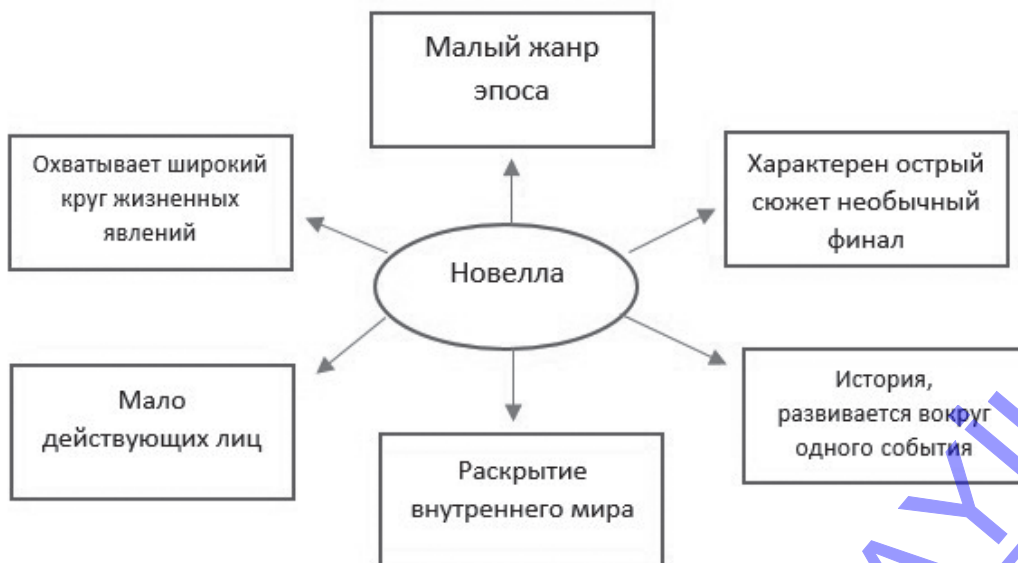 Малый жанр
эпоса
Охватывает широкий
круг жизненных
явлений
Характерен острый
сюжет необычный
финал
Новелла
Мало
действующих лиц
История,
развивается вокруг
одного события
Раскрытие
внутреннего мира